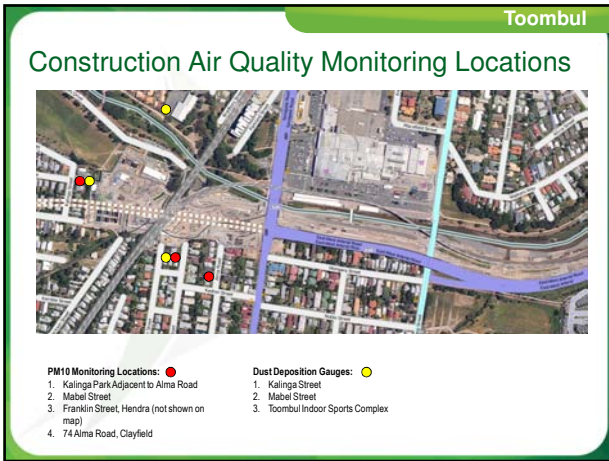 Toombul
Construction Air Quality Monitoring Locations
PM10 Monitoring Locations:
1. Kalinga Park Adjacent to Alma Road
2. Mabel Street
3. Franklin Street, Hendra (not shown on
map)
4. 74 Alma Road, Clayfield
Dust Deposition Gauges:
1. Kalinga Street
2. Mabel Street
3. Toombul Indoor Sports Complex